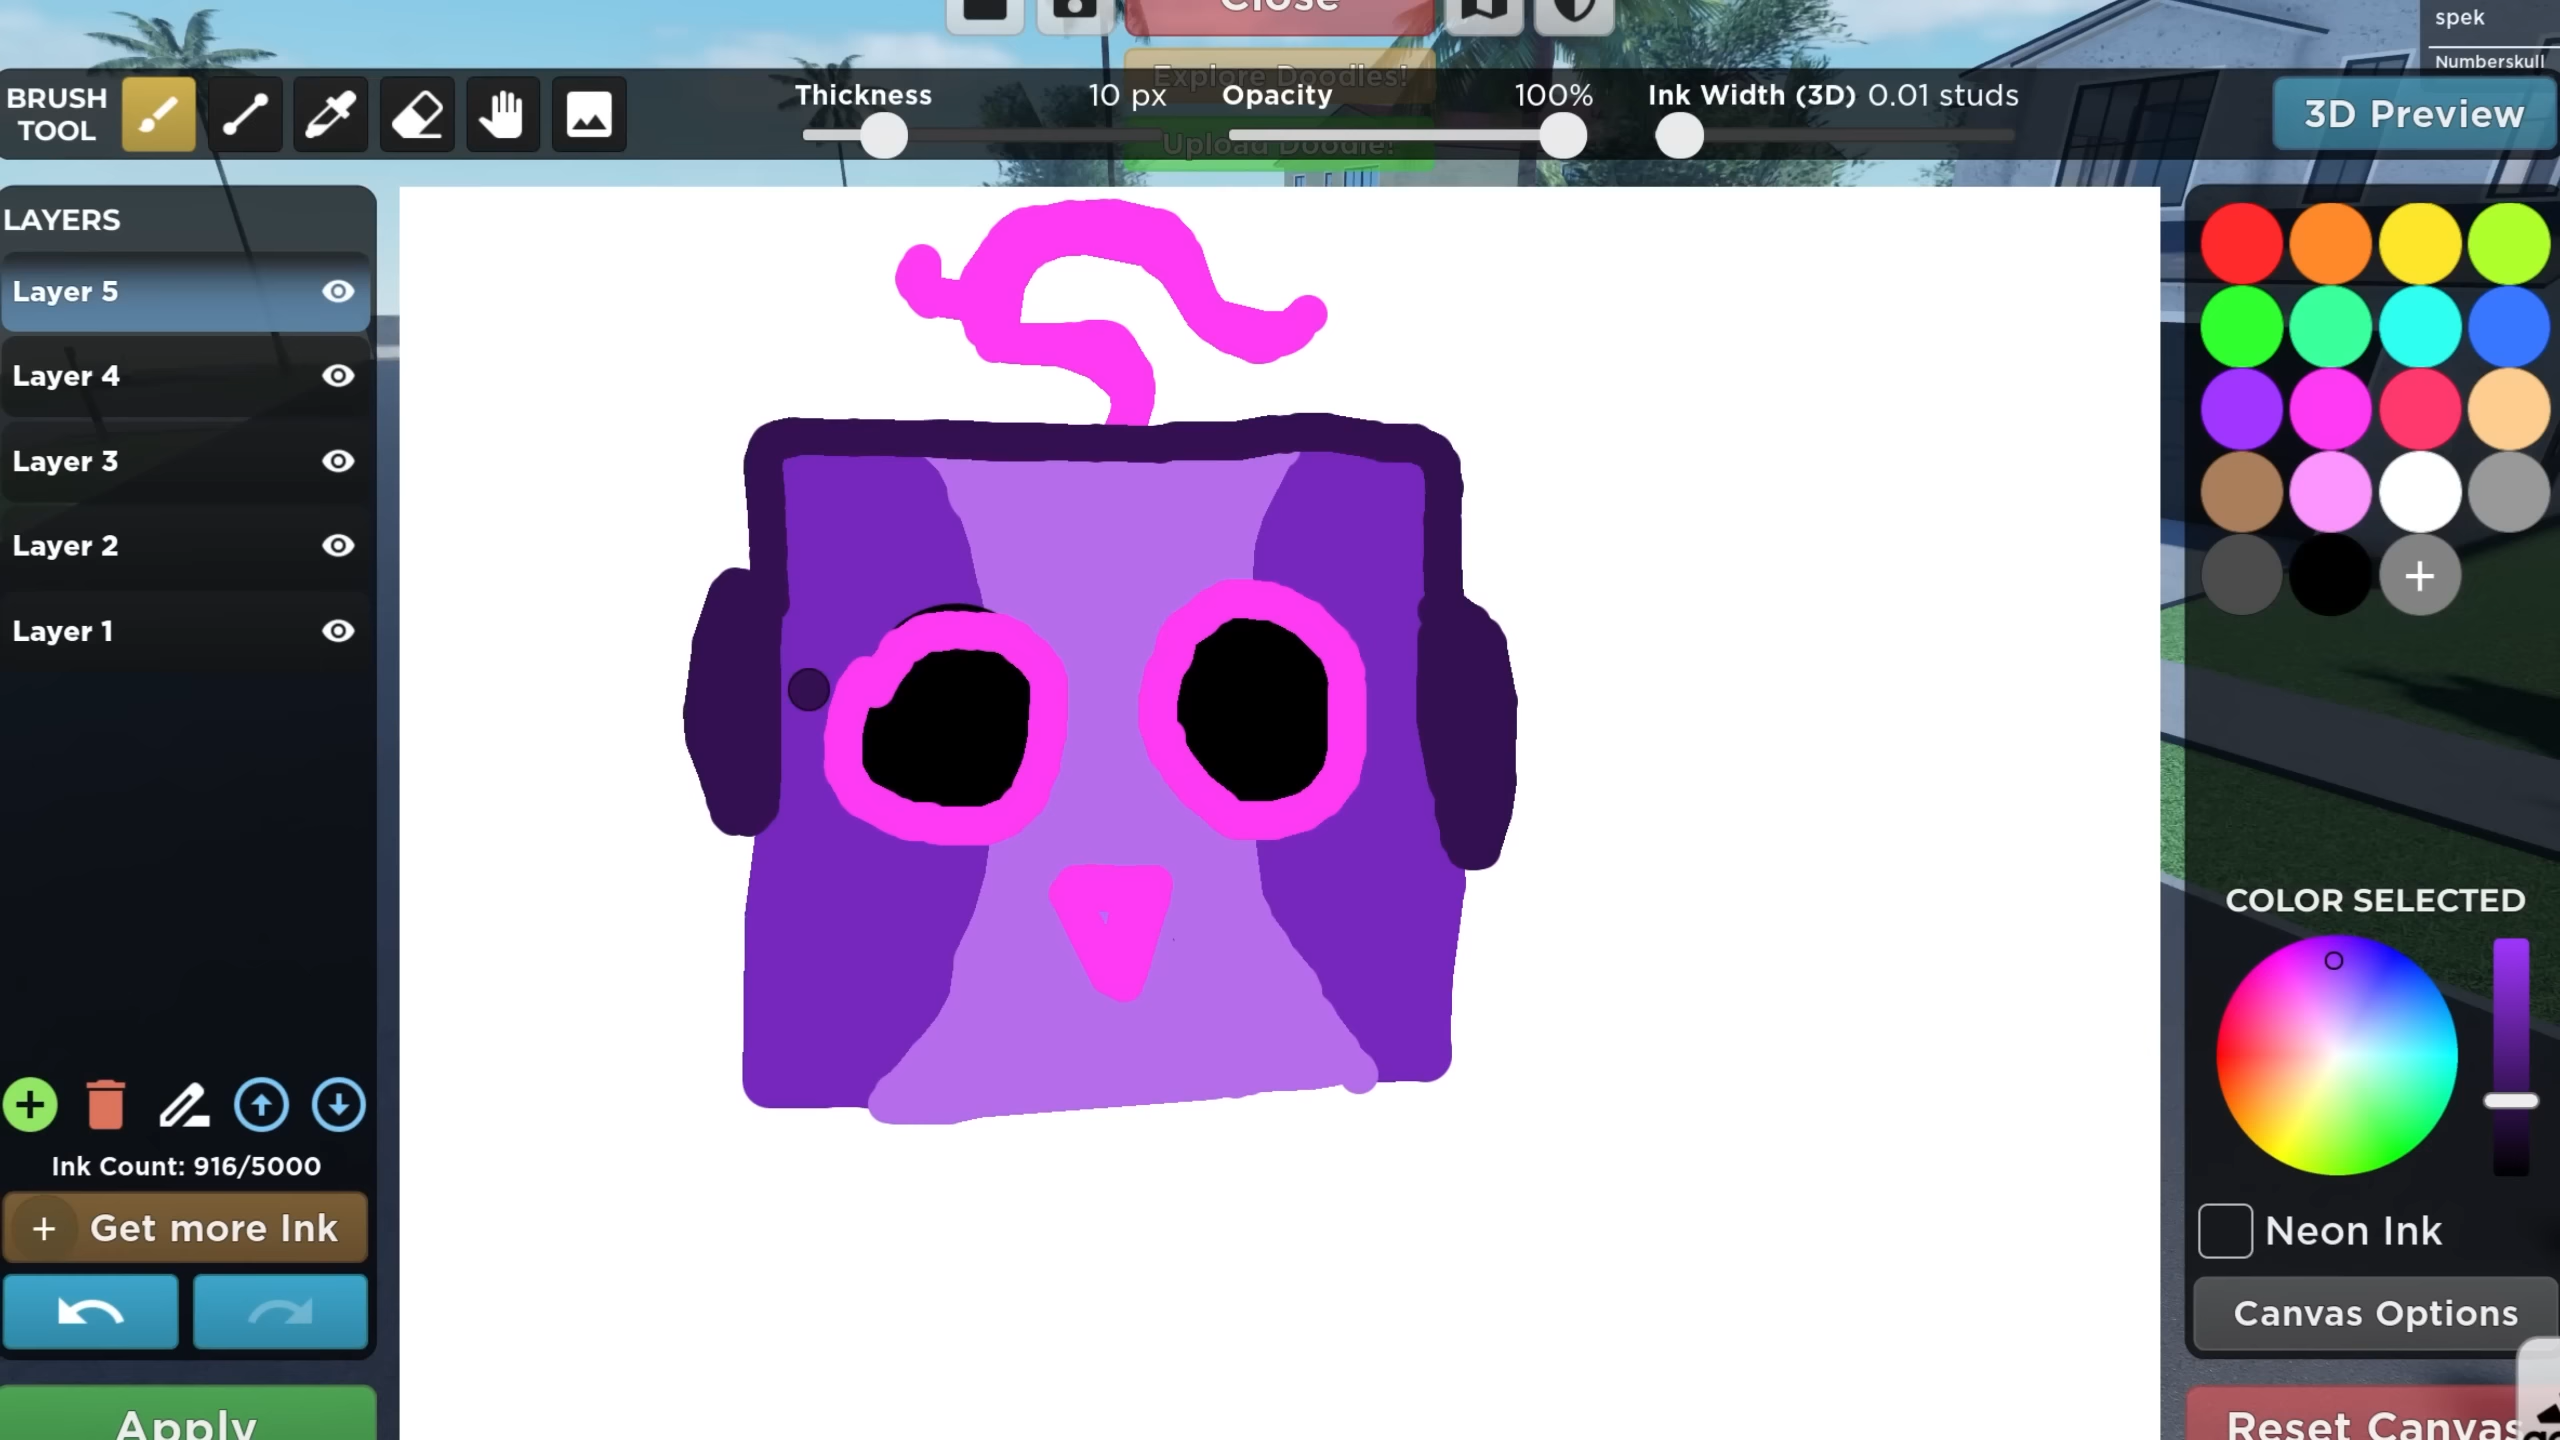 Close
spek
Numberskull
Explore Doodles!
Upload Doodle!
BRUSH
TOOL
Thickness 10 px
Opacity 100%
Ink Width (3D) 0.01 studs
3D Preview
LAYERS
Layer 5
Layer 4
Layer 3
Layer 2
Layer 1
Ink Count: 916/5000
+ Get more Ink
Apply
COLOR SELECTED
Neon Ink
Canvas Options
Reset Canvas